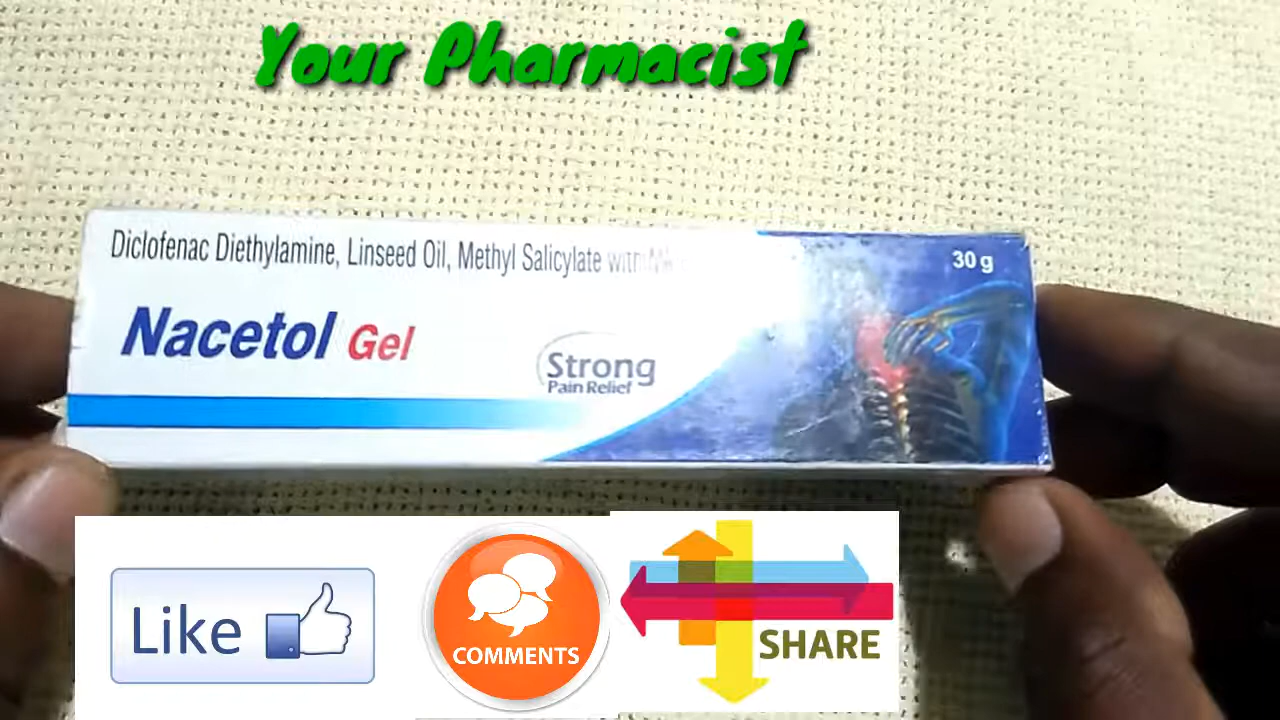 Your Pharmacist
Diclofenac Diethylamine, Linseed Oil, Methyl Salicylate with
30 g
Nacetol Gel
Strong
Pain Relief
Like
COMMENTS
SHARE